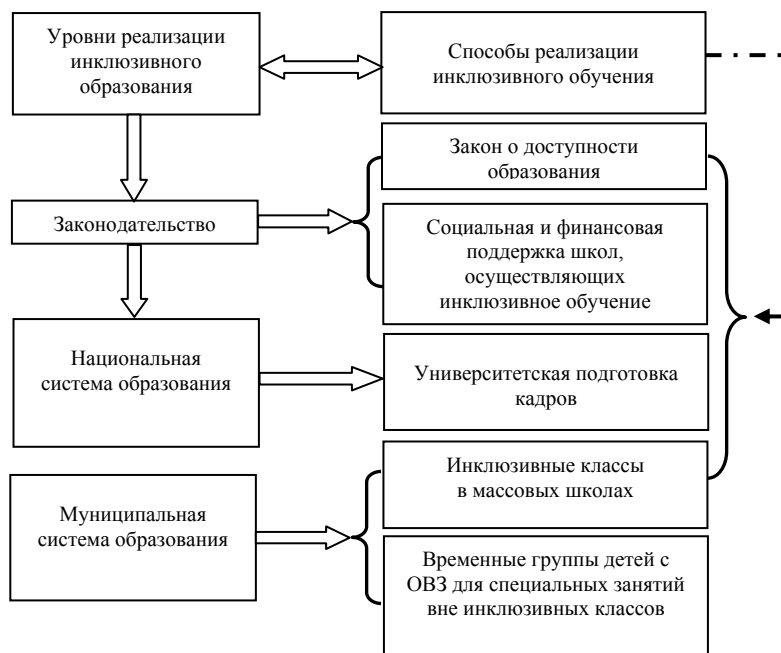 Уровни реализации
инклюзивного
образования
Способы реализации
инклюзивного обучения
Закон о доступности
образования
Законодательство
Социальная и финансовая
поддержка школ,
осуществляющих
инклюзивное обучение
Национальная
система образования
Университетская подготовка
кадров
Инклюзивные классы
в массовых школах
Муниципальная
система образования
Временные группы детей с
ОВЗ для специальных занятий
вне инклюзивных классов